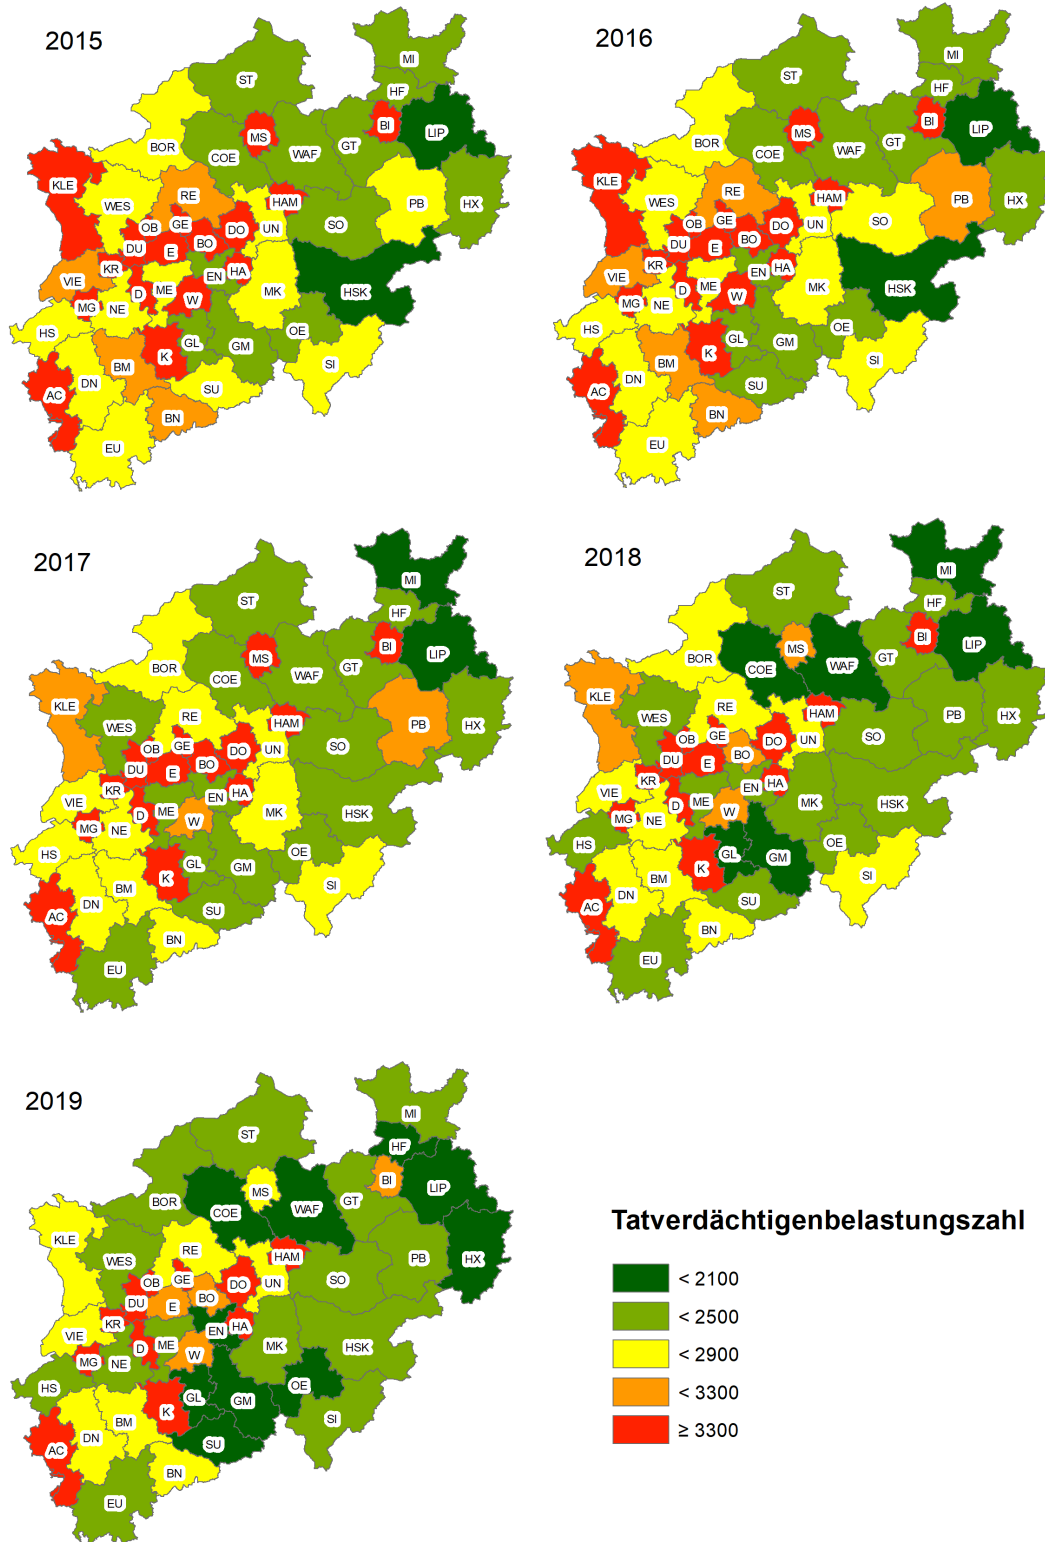 2015
MI
ST
HF
BI
MS
LIP
BOR
COE
WAF
GT
KLE
RE
WES
HAM
PB
HX
OB
GE
DO
UN
SO
DU
E
BO
KR
EN
HA
VIE
D
ME
W
MK
HSK
MG
NE
HS
GL
GM
OE
K
BM
SI
AC
DN
SU
BN
EU
2016
MI
ST
HF
BI
MS
LIP
BOR
COE
WAF
GT
KLE
RE
WES
HAM
PB
HX
OB
GE
DO
UN
SO
DU
E
BO
KR
EN
HA
VIE
D
ME
W
MK
HSK
MG
NE
HS
GL
GM
OE
K
BM
SI
AC
DN
SU
BN
EU
2017
MI
ST
HF
BI
MS
LIP
BOR
COE
WAF
GT
KLE
RE
WES
HAM
PB
HX
OB
GE
DO
UN
SO
DU
E
BO
KR
EN
HA
VIE
D
ME
W
MK
HSK
MG
NE
HS
GL
GM
OE
K
BM
SI
AC
DN
SU
BN
EU
2018
MI
ST
HF
BI
MS
LIP
BOR
COE
WAF
GT
KLE
RE
WES
HAM
PB
HX
OB
GE
DO
UN
SO
DU
E
BO
KR
EN
HA
VIE
D
ME
W
MK
HSK
MG
NE
HS
GL
GM
OE
K
BM
SI
AC
DN
SU
BN
EU
2019
MI
ST
HF
BI
MS
LIP
BOR
COE
WAF
GT
KLE
RE
WES
HAM
PB
HX
OB
GE
DO
UN
SO
DU
E
BO
KR
EN
HA
VIE
D
ME
W
MK
HSK
MG
NE
HS
GL
GM
OE
K
BM
SI
AC
DN
SU
BN
EU
Tatverdächtigenbelastungszahl
< 2100
< 2500
< 2900
< 3300
≥ 3300